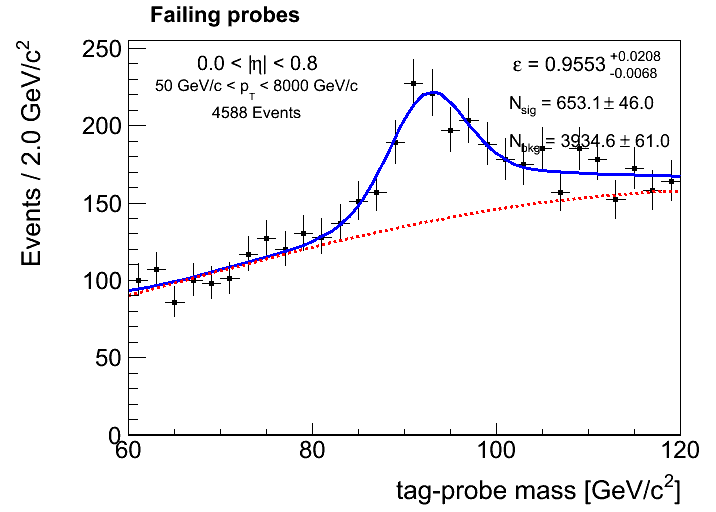 Failing probes
Events / 2.0 GeV/c²
250
200
150
100
50
0
0.0 < |η| < 0.8
50 GeV/c < p_T < 8000 GeV/c
4588 Events
ε = 0.9553 +0.0208 -0.0068
N_sig = 653.1 ± 46.0
N_bkg = 3934.6 ± 61.0
60 80 100 120
tag-probe mass [GeV/c²]